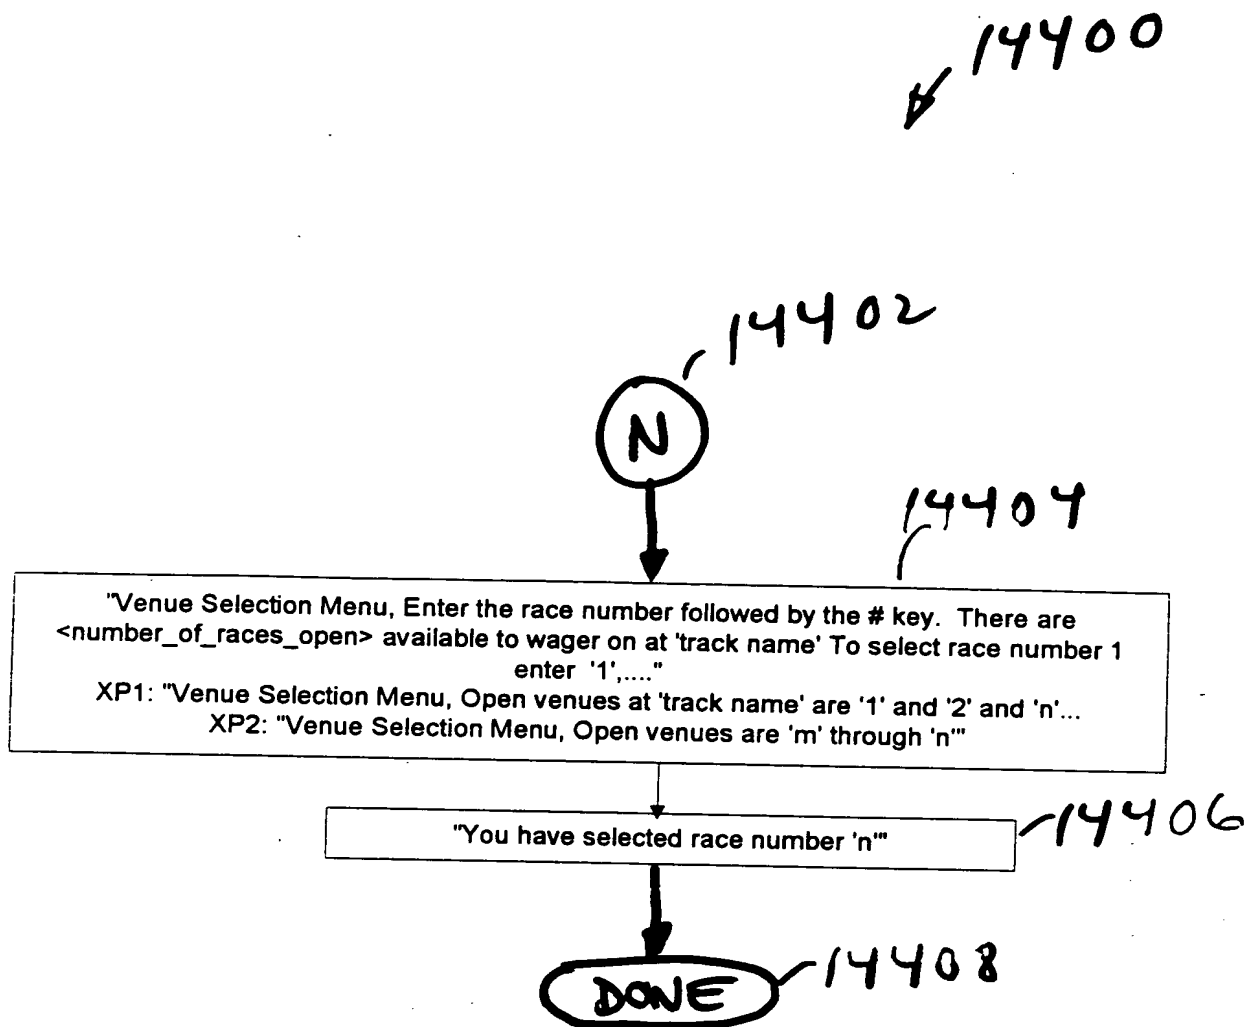 14400
14402
N
14404
"Venue Selection Menu, Enter the race number followed by the # key. There are
<number_of_races_open> available to wager on at 'track name' To select race number 1
enter '1',...."
XP1: "Venue Selection Menu, Open venues at 'track name' are '1' and '2' and 'n'...
XP2: "Venue Selection Menu, Open venues are 'm' through 'n'"
"You have selected race number 'n'"
14406
DONE
14408